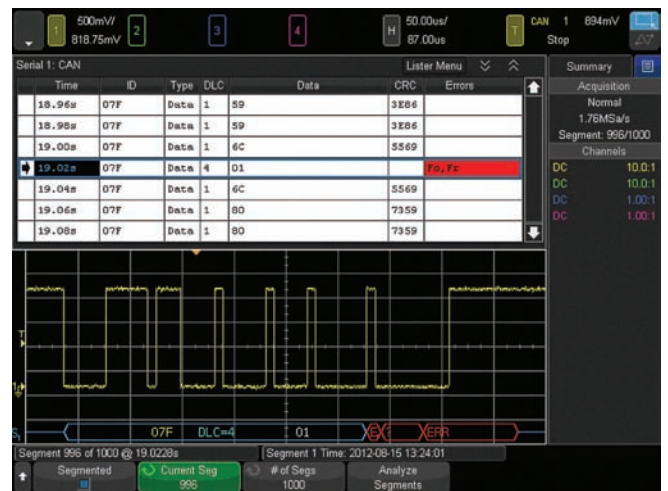 500mV/ 50.00us/ CAN 1 894mV
1 2 3 4 H T
818.75mV 87.00us Stop
Serial 1: CAN Lister Menu Summary
Time ID Type DLC Data CRC Errors
18.96s 07F Data 1 59 3E86
18.98s 07F Data 1 59 3E86
19.00s 07F Data 1 6C 5569
19.02s 07F Data 4 01 Fo,Fr
19.04s 07F Data 1 6C 5569
19.06s 07F Data 1 80 7359
19.08s 07F Data 1 80 7359
Acquisition
Normal
1.76MSa/s
Segment: 996/1000
Channels
DC 10.0:1
DC 10.0:1
DC 1.00:1
DC 1.00:1
T
07F DLC=4 01 E ERR
Segment 996 of 1000 @ 19.0228s Segment 1 Time: 2012-08-15 13:24:01
Segmented Current Seg # of Segs Analyze
996 1000 Segments